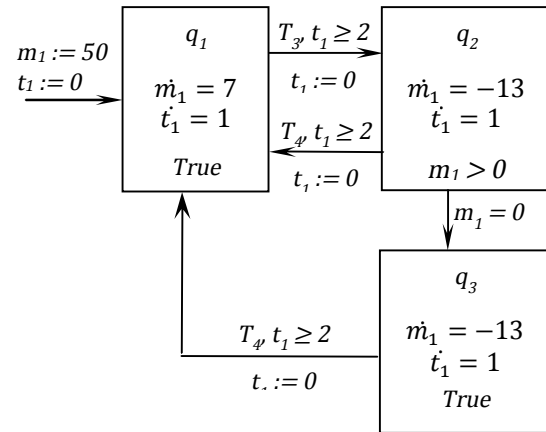 m₁ := 50
t₁ := 0
q₁
ṁ₁ = 7
ṫ₁ = 1
True
T₃, t₁ ≥ 2
t₁ := 0
T₄, t₁ ≥ 2
t₁ := 0
q₂
ṁ₁ = −13
ṫ₁ = 1
m₁ > 0
m₁ = 0
q₃
ṁ₁ = −13
ṫ₁ = 1
True
T₄, t₁ ≥ 2
t₁ := 0